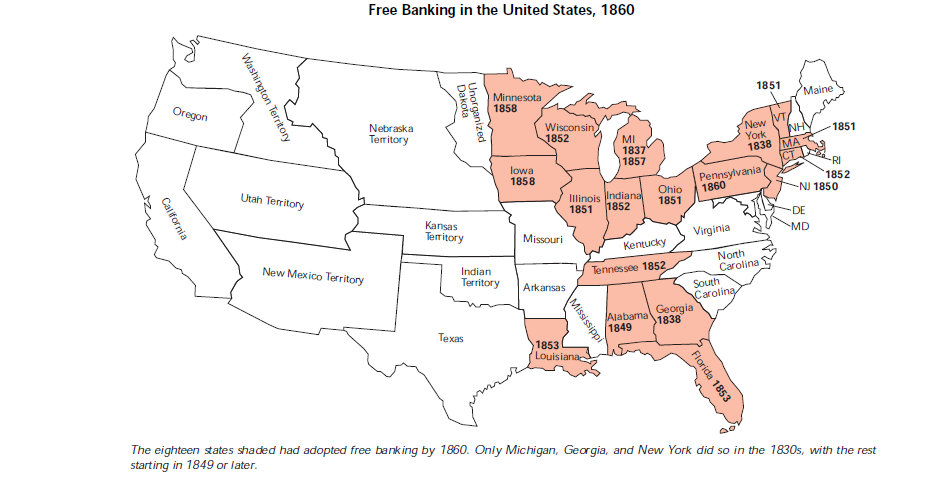 Free Banking in the United States, 1860
Washington Territory
Oregon
California
Utah Territory
New Mexico Territory
Nebraska
Territory
Unorganized
Dakota
Kansas
Territory
Indian
Territory
Texas
Minnesota
1858
Iowa
1858
Missouri
Arkansas
1853
Louisiana
Wisconsin
1852
Illinois
1851
MI
1837
1857
Indiana
1852
Ohio
1851
Kentucky
Tennessee 1852
Mississippi
Alabama
1849
Georgia
1838
Florida 1853
South
Carolina
North
Carolina
Virginia
Pennsylvania
1860
New
York
1838
1851
VT
NH
Maine
1851
MA
CT
RI
1852
NJ 1850
DE
MD
The eighteen states shaded had adopted free banking by 1860. Only Michigan, Georgia, and New York did so in the 1830s, with the rest
starting in 1849 or later.